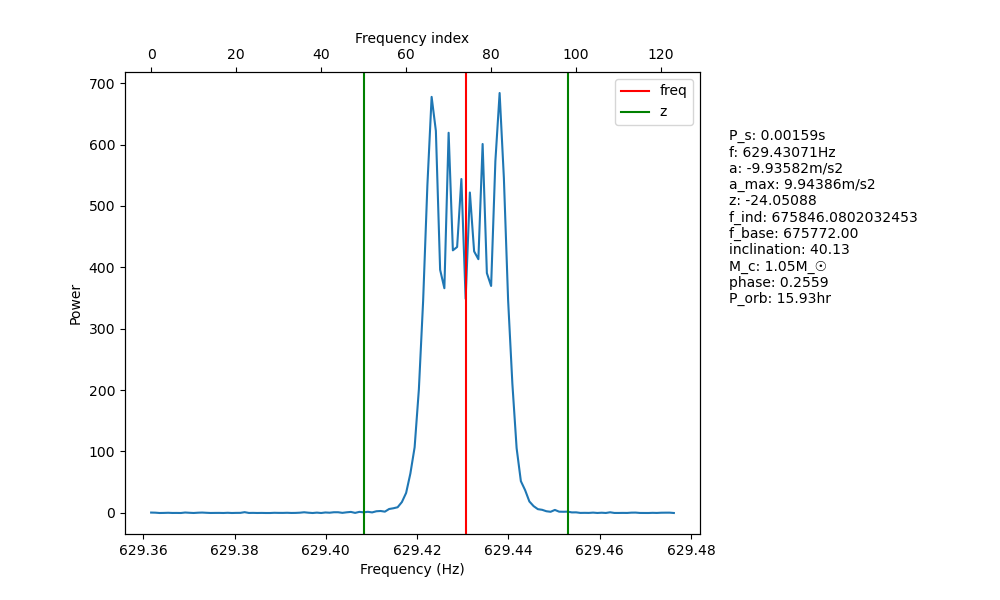 Frequency index
0 20 40 60 80 100 120
700
600
500
400
300
200
100
0
Power
629.36 629.38 629.40 629.42 629.44 629.46 629.48
Frequency (Hz)
freq
z
P_s: 0.00159s
f: 629.43071Hz
a: -9.93582m/s2
a_max: 9.94386m/s2
z: -24.05088
f_ind: 675846.0802032453
f_base: 675772.00
inclination: 40.13
M_c: 1.05M_☉
phase: 0.2559
P_orb: 15.93hr